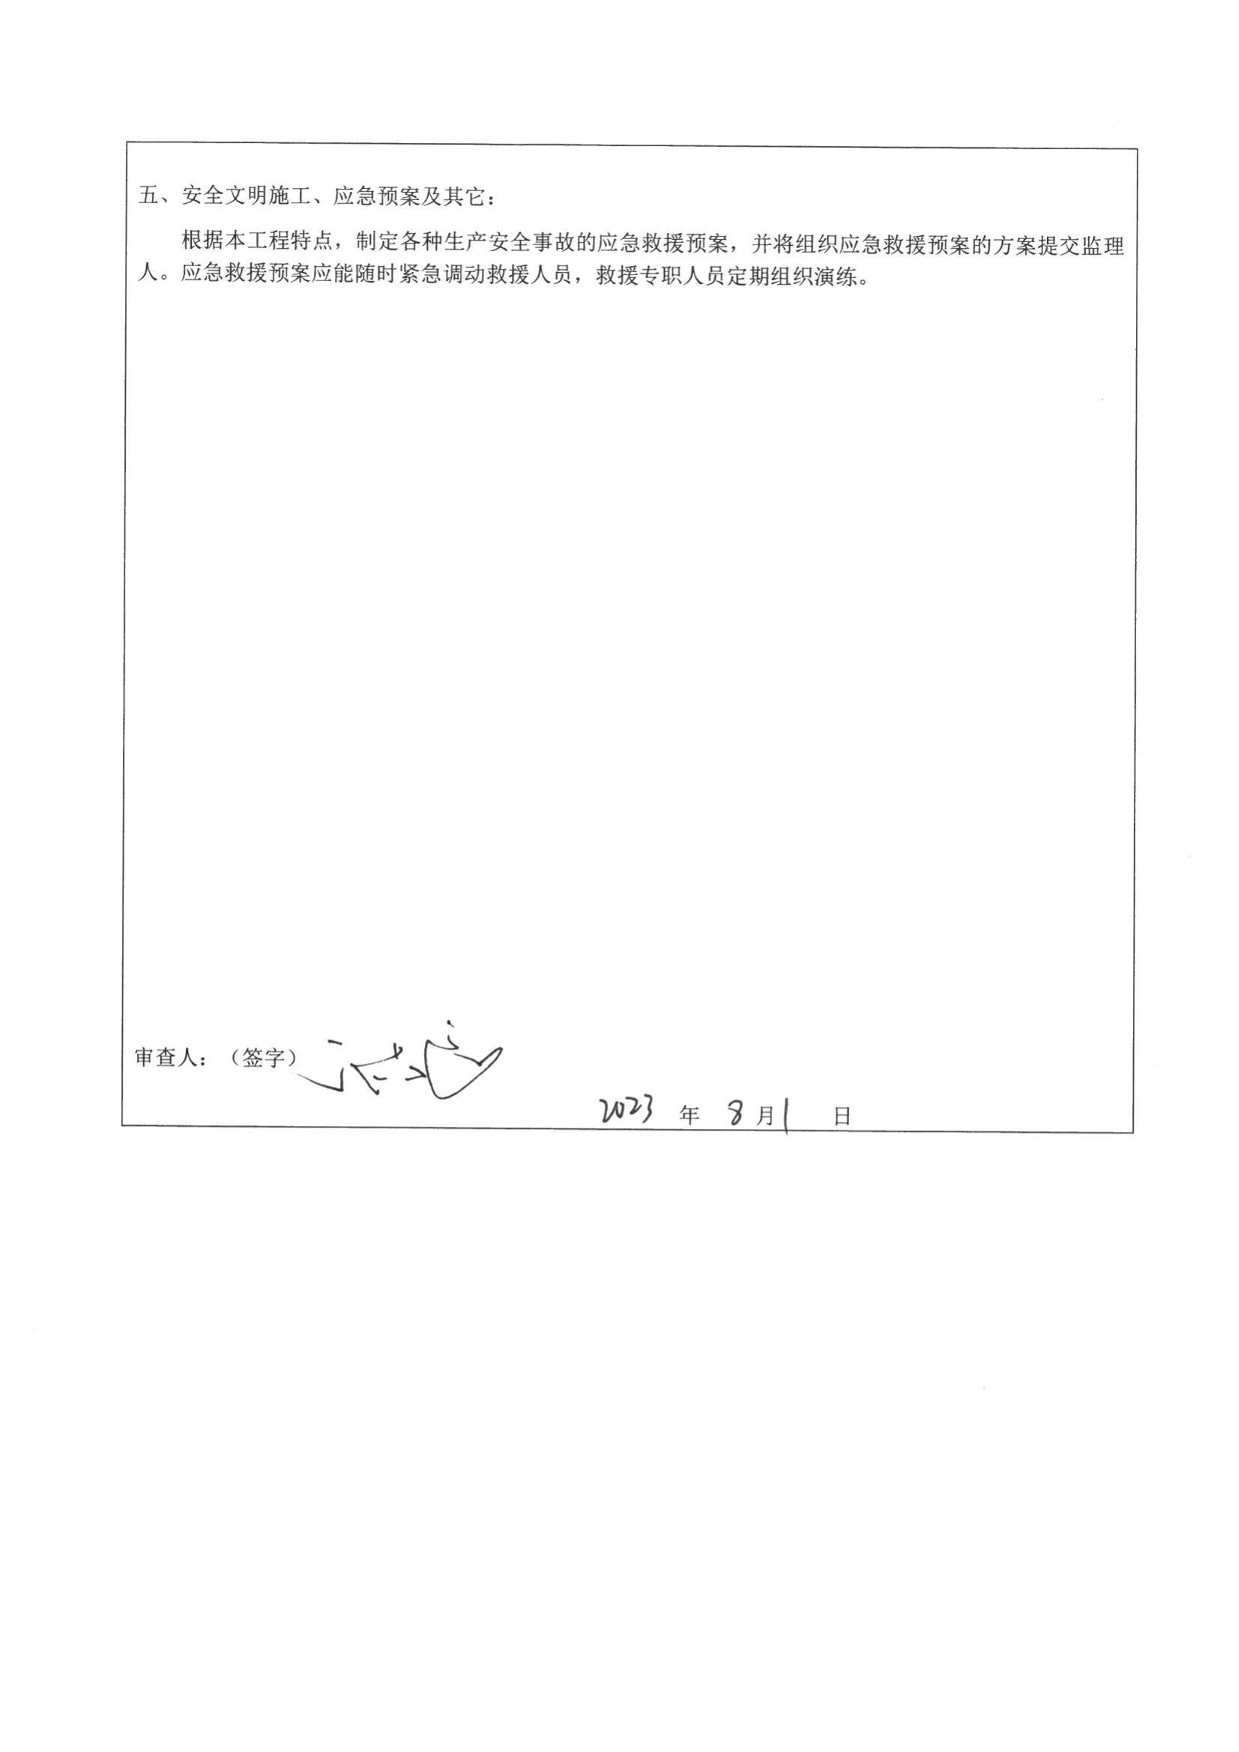 五、安全文明施工、应急预案及其它：
根据本工程特点，制定各种生产安全事故的应急救援预案，并将组织应急救援预案的方案提交监理
人。应急救援预案应能随时紧急调动救援人员，救援专职人员定期组织演练。
审查人：（签字）
2023 年 8 月 1 日